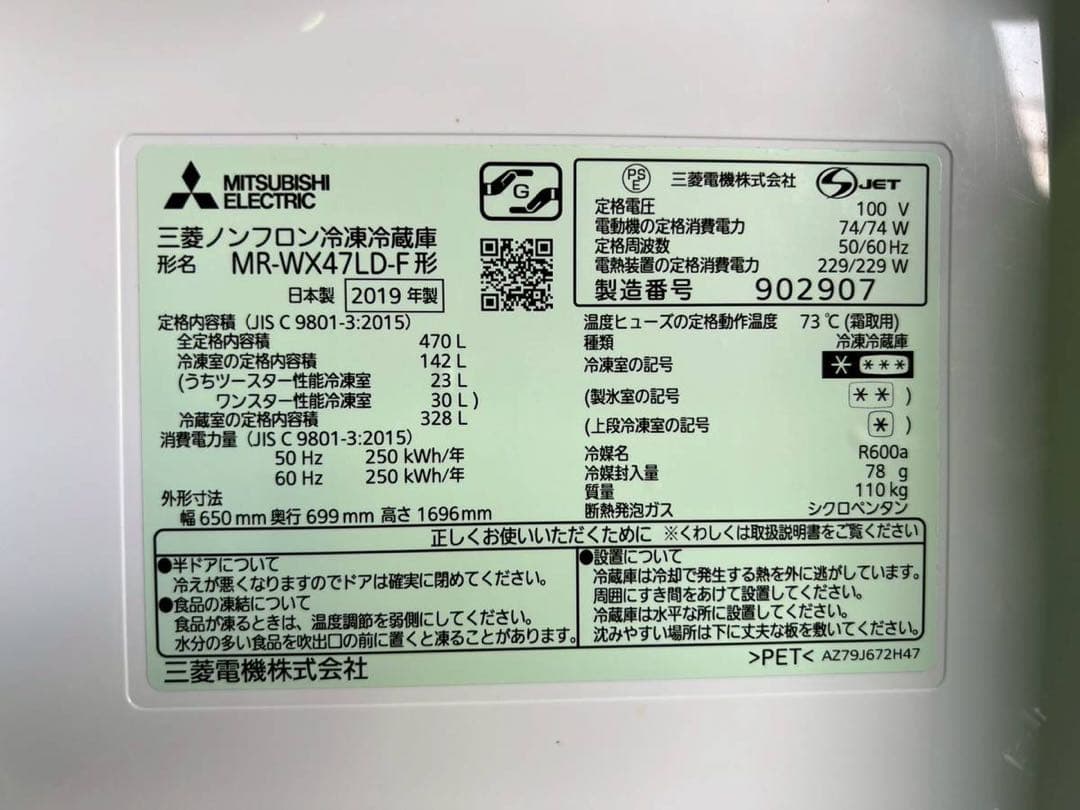 MITSUBISHI
ELECTRIC
G
三菱ノンフロン冷凍冷蔵庫
形名 MR-WX47LD-F形
日本製 2019年製
PS
E 三菱電機株式会社 S JET
定格電圧 100 V
電動機の定格消費電力 74/74 W
定格周波数 50/60 Hz
電熱装置の定格消費電力 229/229 W
製造番号 902907
定格内容積 (JIS C 9801-3:2015)
全定格内容積 470 L
冷凍室の定格内容積 142 L
(うちツースター性能冷凍室 23 L
ワンスター性能冷凍室 30 L )
冷蔵室の定格内容積 328 L
消費電力量 (JIS C 9801-3:2015)
50 Hz 250 kWh/年
60 Hz 250 kWh/年
外形寸法
幅 650 mm 奥行 699 mm 高さ 1696 mm
温度ヒューズの定格動作温度 73 ℃ (霜取用)
種類 冷凍冷蔵庫
冷凍室の記号 * ***
(製氷室の記号 ** )
(上段冷凍室の記号 * )
冷媒名 R600a
冷媒封入量 78 g
質量 110 kg
断熱発泡ガス シクロペンタン
正しくお使いいただくために ※くわしくは取扱説明書をご覧ください
●半ドアについて
冷えが悪くなりますのでドアは確実に閉めてください。
●食品の凍結について
食品が凍るときは、温度調節を弱側にしてください。
水分の多い食品を吹出口の前に置くと凍ることがあります。
●設置について
冷蔵庫は冷却で発生する熱を外に逃がしています。
周囲にすき間をあけて設置してください。
冷蔵庫は水平な所に設置してください。
沈みやすい場所は下に丈夫な板を敷いてください。
三菱電機株式会社
>PET< AZ79J672H47